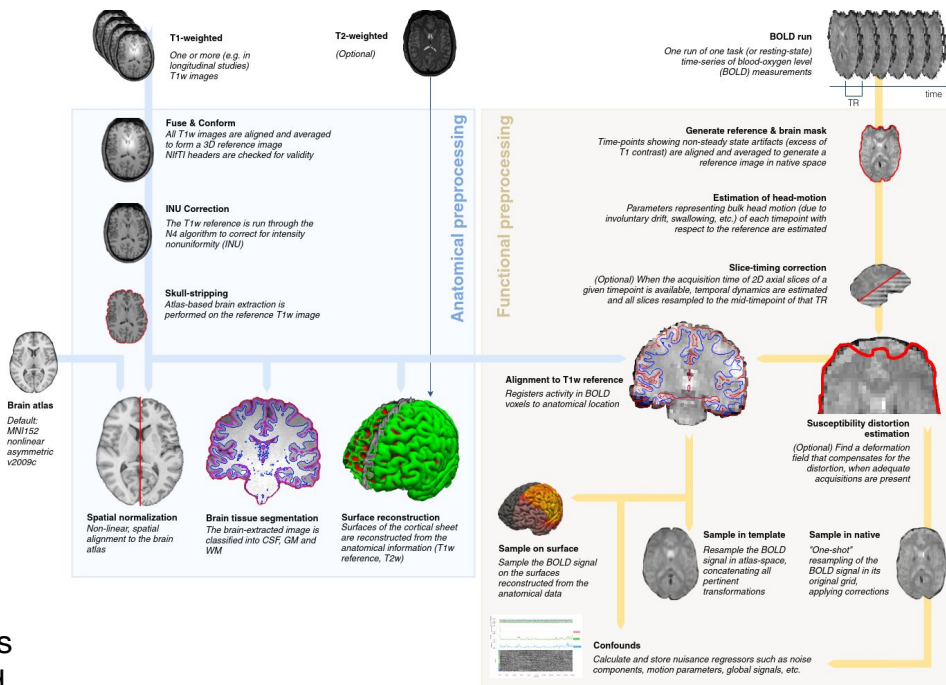 T1-weighted
One or more (e.g. in
longitudinal studies)
T1w images
T2-weighted
(Optional)
BOLD run
One run of one task (or resting-state)
time-series of blood-oxygen level
(BOLD) measurements
TR
time
Anatomical preprocessing
Fuse & Conform
All T1w images are aligned and averaged
to form a 3D reference image
NIfTI headers are checked for validity
INU Correction
The T1w reference is run through the
N4 algorithm to correct for intensity
nonuniformity (INU)
Skull-stripping
Atlas-based brain extraction is
performed on the reference T1w image
Brain atlas
Default:
MNI152
nonlinear
asymmetric
v2009c
Spatial normalization
Non-linear, spatial
alignment to the brain
atlas
Brain tissue segmentation
The brain-extracted image is
classified into CSF, GM and
WM
Surface reconstruction
Surfaces of the cortical sheet
are reconstructed from the
anatomical information (T1w
reference, T2w)
Functional preprocessing
Generate reference & brain mask
Time-points showing non-steady state artifacts (excess of
T1 contrast) are aligned and averaged to generate a
reference image in native space
Estimation of head-motion
Parameters representing bulk head motion (due to
involuntary drift, swallowing, etc.) of each timepoint with
respect to the reference are estimated
Slice-timing correction
(Optional) When the acquisition time of 2D axial slices of a
given timepoint is available, temporal dynamics are estimated
and all slices resampled to the mid-timepoint of that TR
Alignment to T1w reference
Registers activity in BOLD
voxels to anatomical location
Susceptibility distortion
estimation
(Optional) Find a deformation
field that compensates for the
distortion, when adequate
acquisitions are present
Sample on surface
Sample the BOLD signal
on the surfaces
reconstructed from the
anatomical data
Sample in template
Resample the BOLD
signal in atlas-space,
concatenating all
pertinent
transformations
Sample in native
"One-shot"
resampling of the
BOLD signal in its
original grid,
applying corrections
Confounds
Calculate and store nuisance regressors such as noise
components, motion parameters, global signals, etc.
s